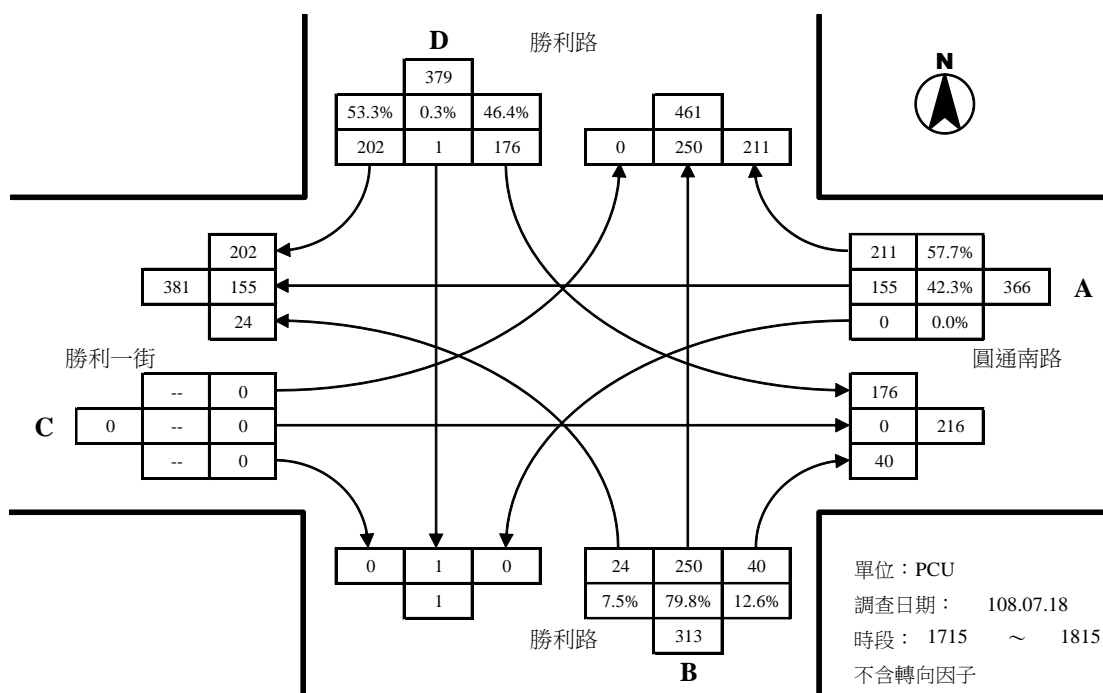 D 勝利路
N
379
53.3% 0.3% 46.4%
202 1 176
461
0 250 211
202
381 155
24
211 57.7%
155 42.3% 366
0 0.0%
A
勝利一街
圓通南路
-- 0
C 0 -- 0
-- 0
176
0 216
40
0 1 0
1
24 250 40
7.5% 79.8% 12.6%
313
勝利路
B
單位：PCU
調查日期： 108.07.18
時段： 1715 ～ 1815
不含轉向因子